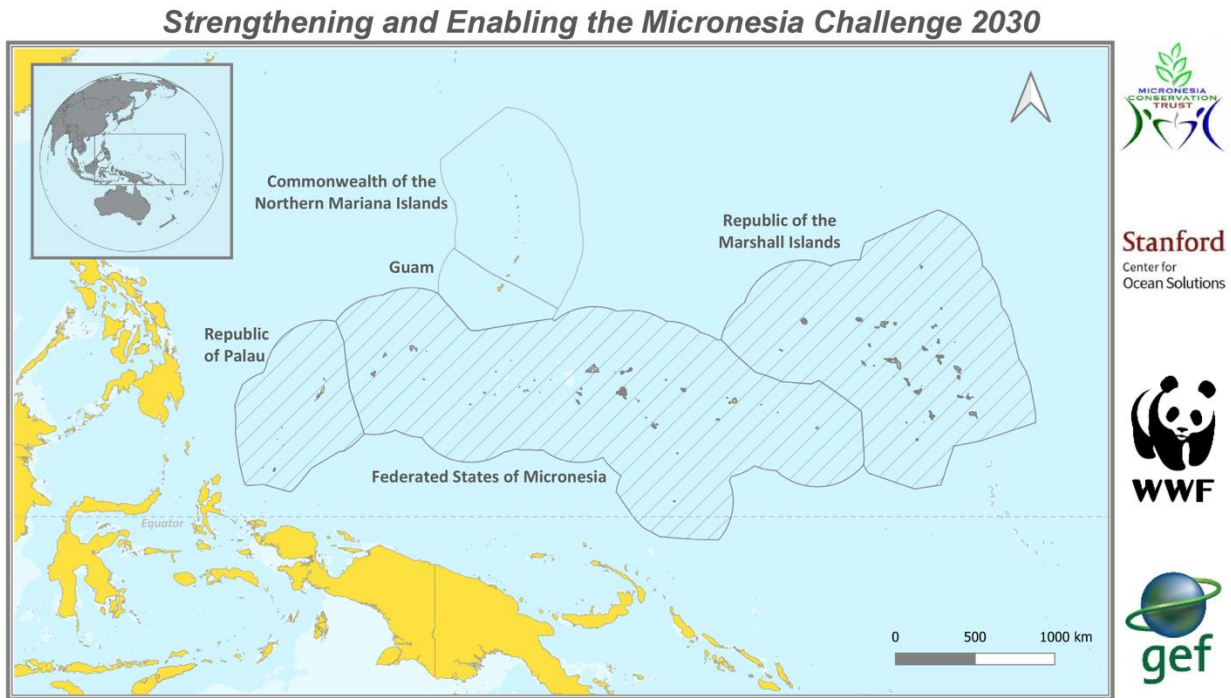 Strengthening and Enabling the Micronesia Challenge 2030
Commonwealth of the
Northern Mariana Islands
Guam
Republic of the
Marshall Islands
Republic
of Palau
Federated States of Micronesia
Equator
0 500 1000 km
MICRONESIA
CONSERVATION
TRUST
Stanford
Center for
Ocean Solutions
WWF
gef